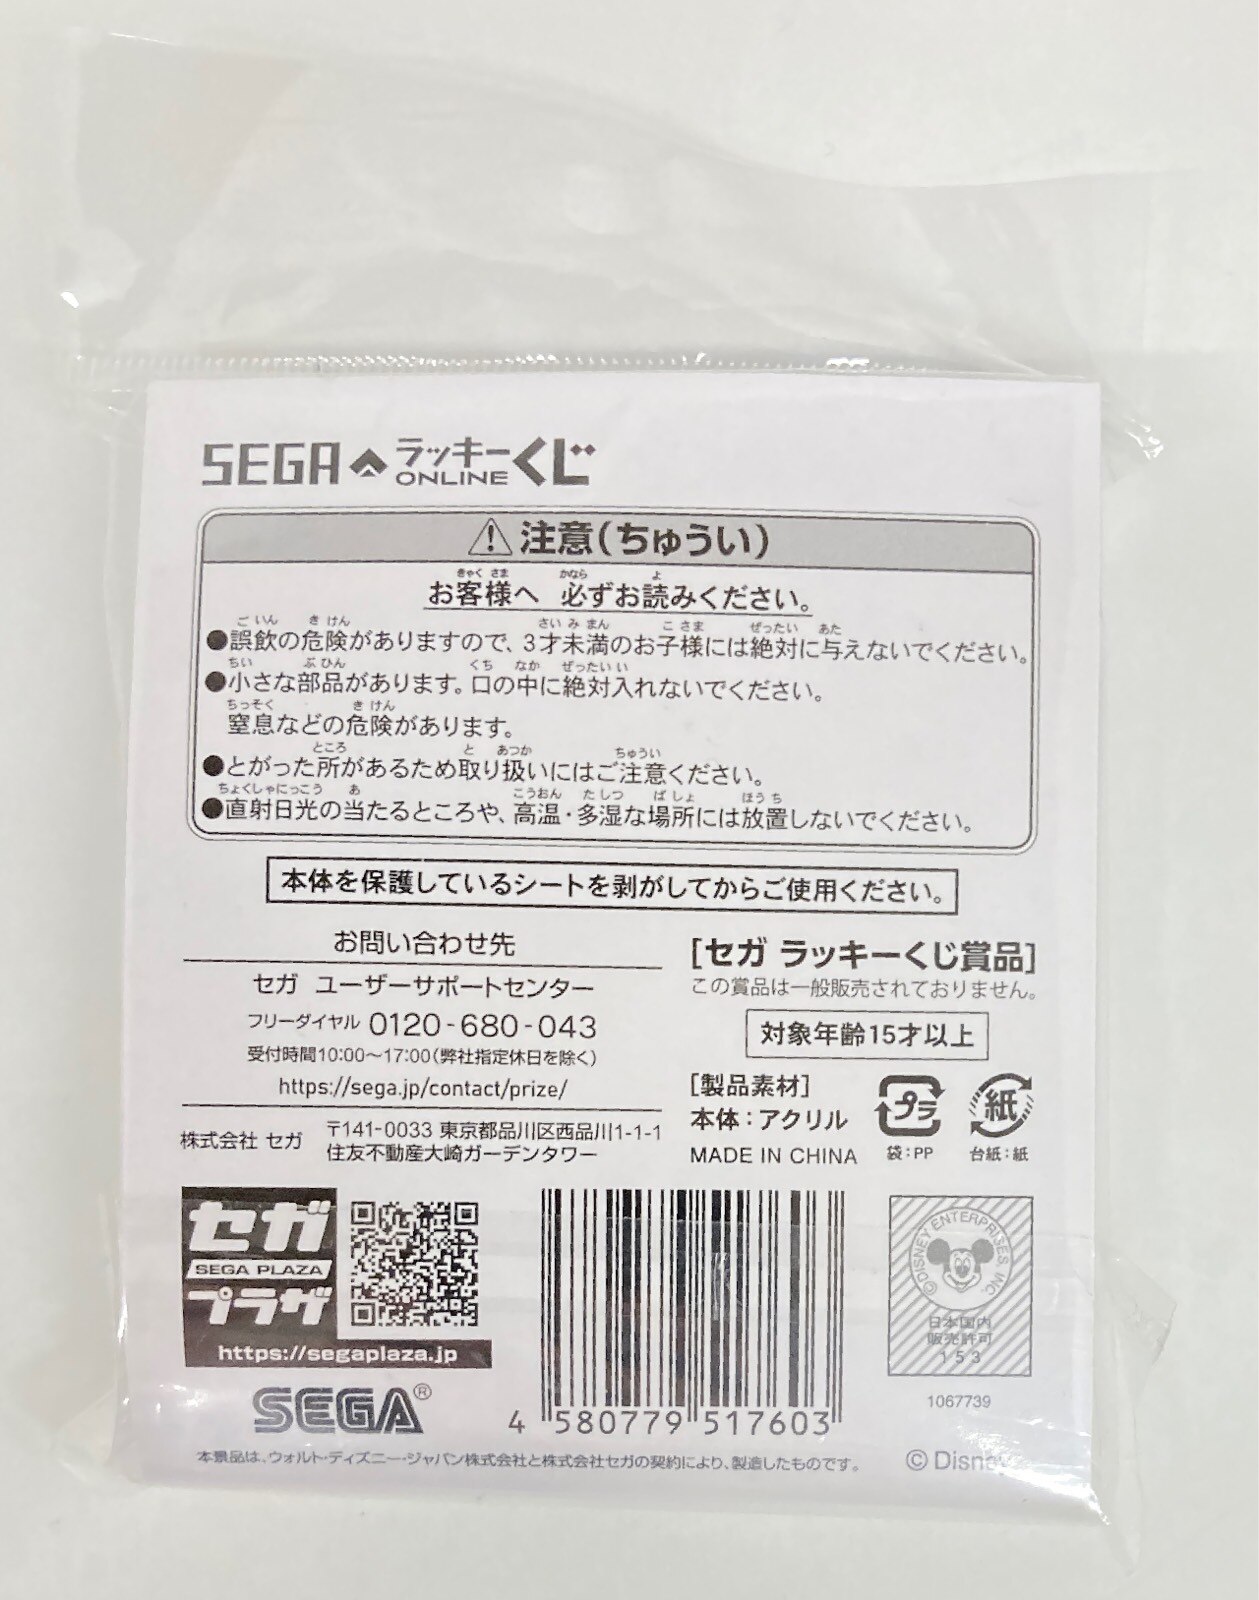 SEGA ラッキーくじ ONLINE
注意(ちゅうい)
お客様へ 必ずお読みください。
●誤飲の危険がありますので、3才未満のお子様には絶対に与えないでください。
●小さな部品があります。口の中に絶対入れないでください。
窒息などの危険があります。
●とがった所があるため取り扱いにはご注意ください。
●直射日光の当たるところや、高温・多湿な場所には放置しないでください。
本体を保護しているシートを剥がしてからご使用ください。
お問い合わせ先
セガ ユーザーサポートセンター
フリーダイヤル 0120-680-043
受付時間10:00～17:00(弊社指定休日を除く)
https://sega.jp/contact/prize/
株式会社 セガ 〒141-0033 東京都品川区西品川1-1-1
住友不動産大崎ガーデンタワー
[セガ ラッキーくじ賞品]
この賞品は一般販売されておりません。
対象年齢15才以上
[製品素材]
本体:アクリル
MADE IN CHINA
プラ
袋:PP
紙
台紙:紙
セガ
SEGA PLAZA
プラザ
https://segaplaza.jp
SEGA®
4 580779 517603
©DISNEY ENTERPRISES, INC
日本国内
販売許可
153
1067739
本景品は、ウォルト・ディズニー・ジャパン株式会社と株式会社セガの契約により、製造したものです。
© Disney